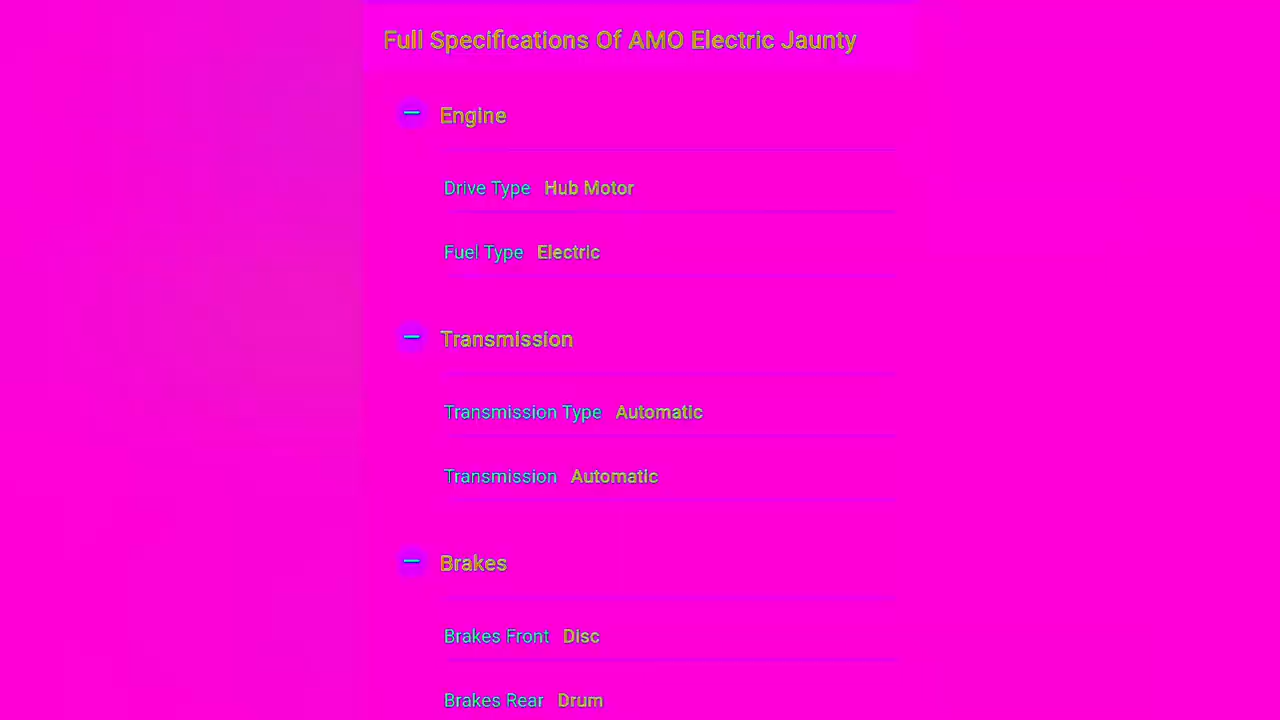 Full Specifications Of AMO Electric Jaunty
Engine
Drive Type Hub Motor
Fuel Type Electric
Transmission
Transmission Type Automatic
Transmission Automatic
Brakes
Brakes Front Disc
Brakes Rear Drum